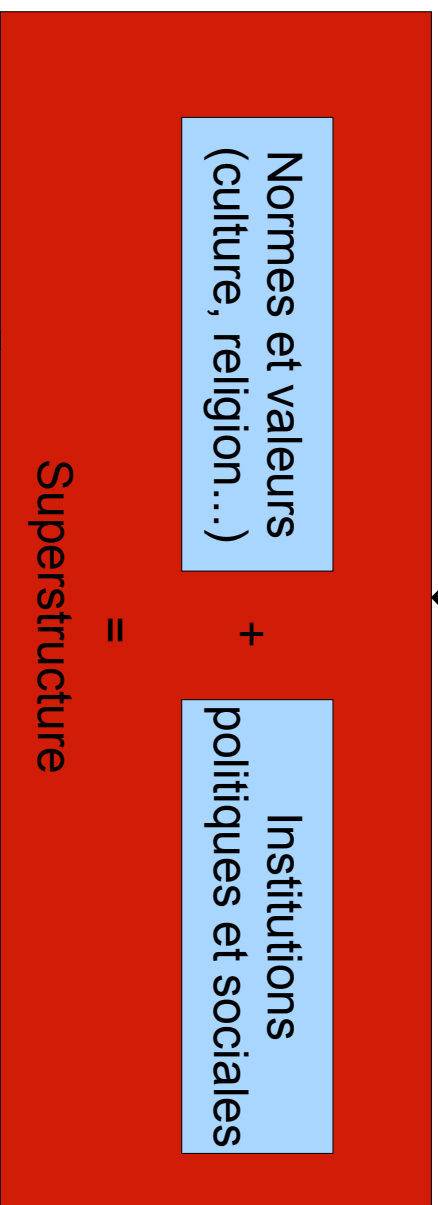 Normes et valeurs
(culture, religion...)
+
Institutions
politiques et sociales
=
Superstructure